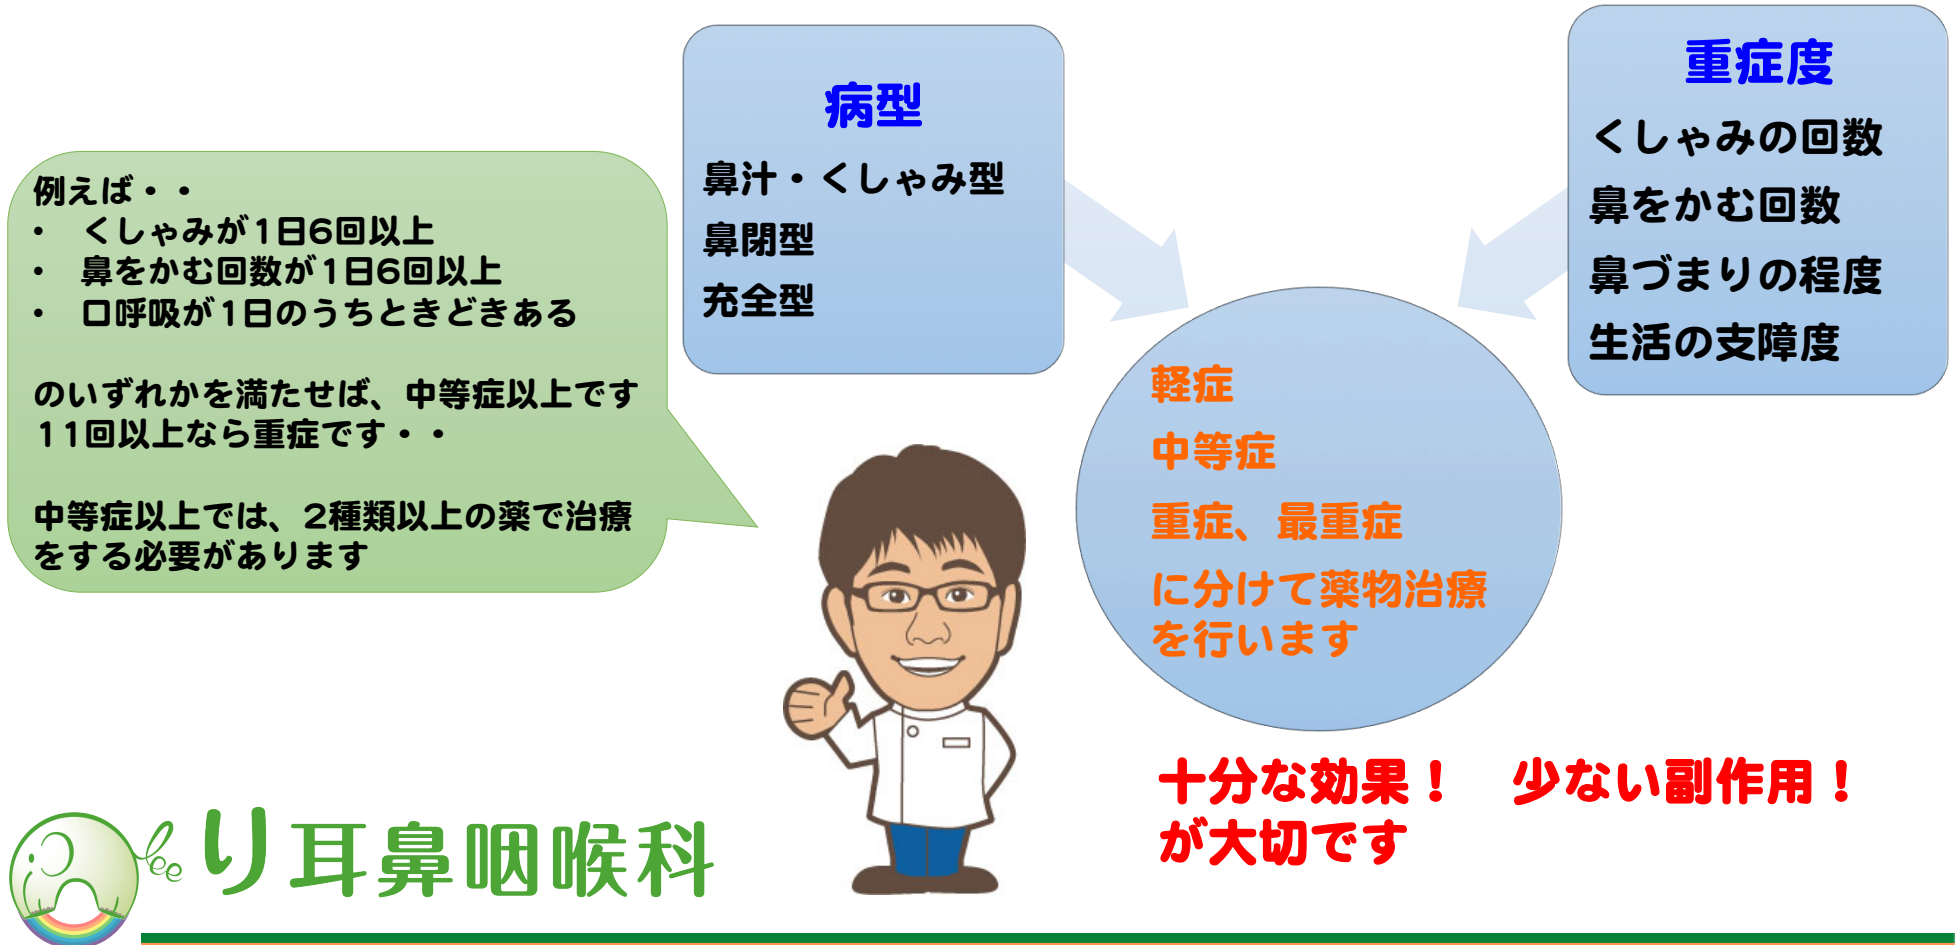 病型
鼻汁・くしゃみ型
鼻閉型
充全型
重症度
くしゃみの回数
鼻をかむ回数
鼻づまりの程度
生活の支障度
例えば・・
• くしゃみが1日6回以上
• 鼻をかむ回数が1日6回以上
• 口呼吸が1日のうちときどきある
のいずれかを満たせば、中等症以上です
11回以上なら重症です・・
中等症以上では、2種類以上の薬で治療
をする必要があります
軽症
中等症
重症、最重症
に分けて薬物治療
を行います
十分な効果！　少ない副作用！
が大切です
Lee
り耳鼻咽喉科